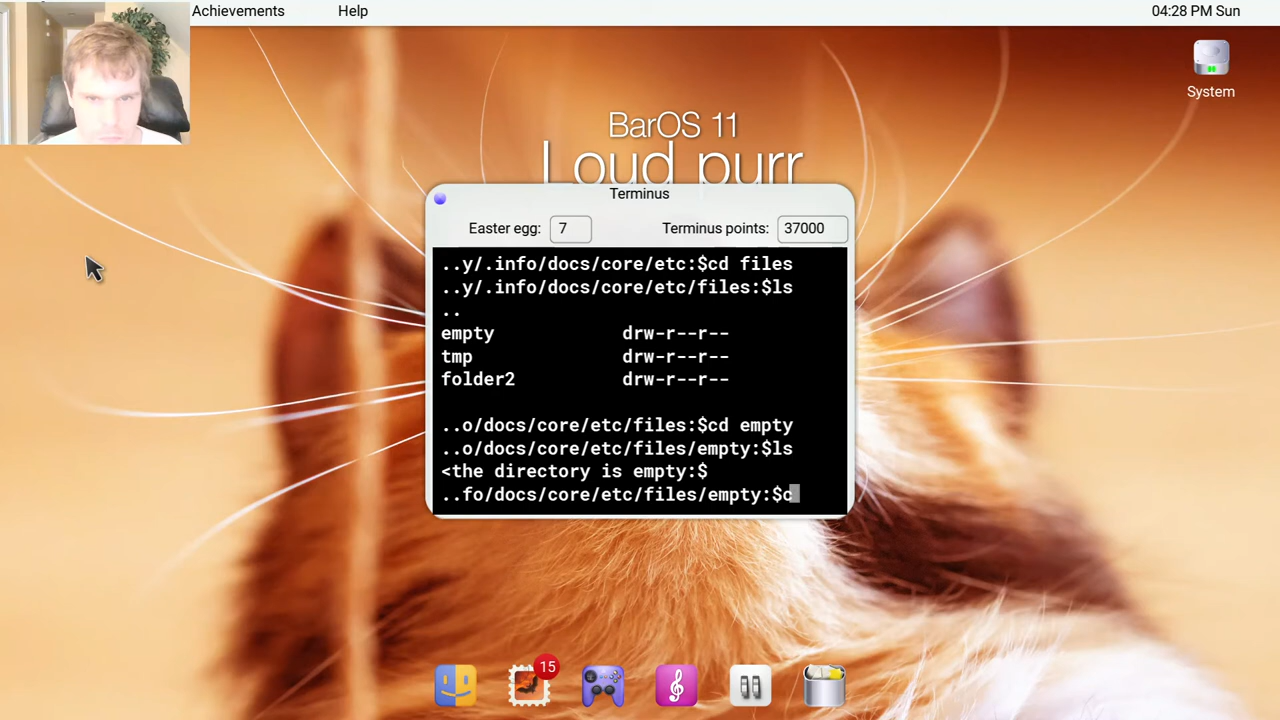 Achievements Help 04:28 PM Sun
System
BarOS 11
Loud purr
Terminus
Easter egg: 7 Terminus points: 37000
..y/.info/docs/core/etc:$cd files
..y/.info/docs/core/etc/files:$ls
..
empty drw-r--r--
tmp drw-r--r--
folder2 drw-r--r--
..o/docs/core/etc/files:$cd empty
..o/docs/core/etc/files/empty:$ls
<the directory is empty:$
..fo/docs/core/etc/files/empty:$c
15